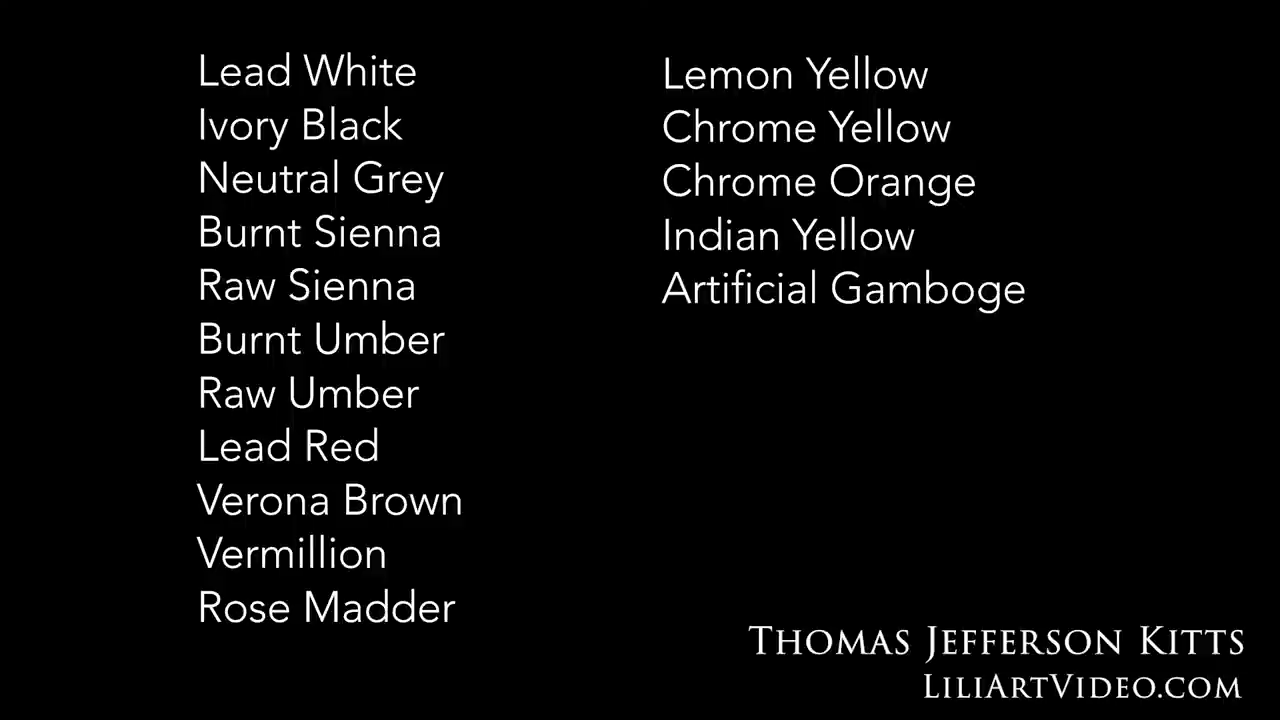 Lead White
Ivory Black
Neutral Grey
Burnt Sienna
Raw Sienna
Burnt Umber
Raw Umber
Lead Red
Verona Brown
Vermillion
Rose Madder
Lemon Yellow
Chrome Yellow
Chrome Orange
Indian Yellow
Artificial Gamboge
Thomas Jefferson Kitts
LiliArtVideo.com